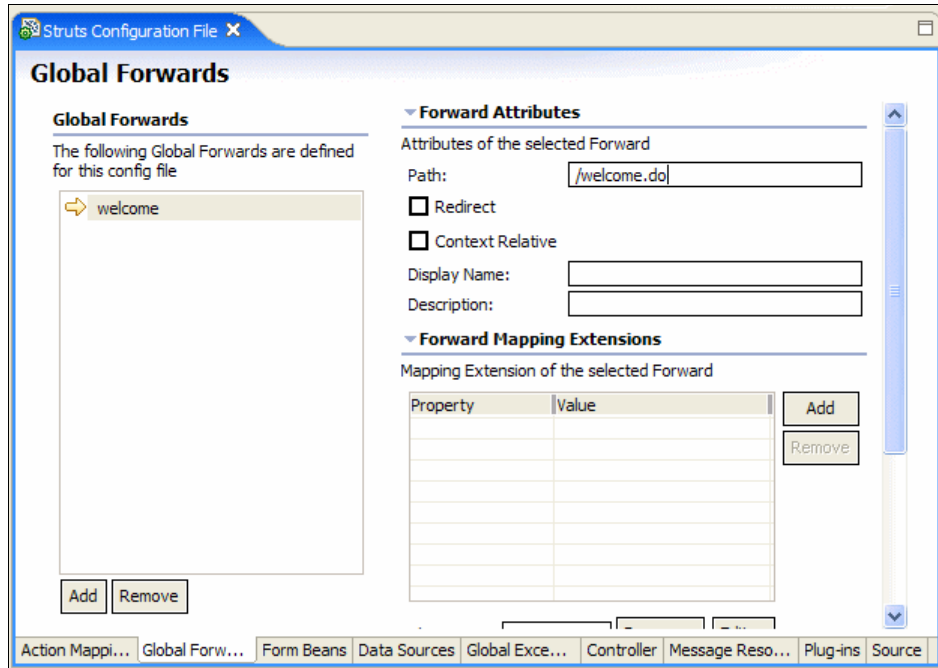 Struts Configuration File
Global Forwards
Global Forwards
The following Global Forwards are defined
for this config file
welcome
Add
Remove
Forward Attributes
Attributes of the selected Forward
Path:
/welcome.do
Redirect
Context Relative
Display Name:
Description:
Forward Mapping Extensions
Mapping Extension of the selected Forward
Property
Value
Add
Remove
Action Mappi...
Global Forw...
Form Beans
Data Sources
Global Exce...
Controller
Message Reso...
Plug-ins
Source